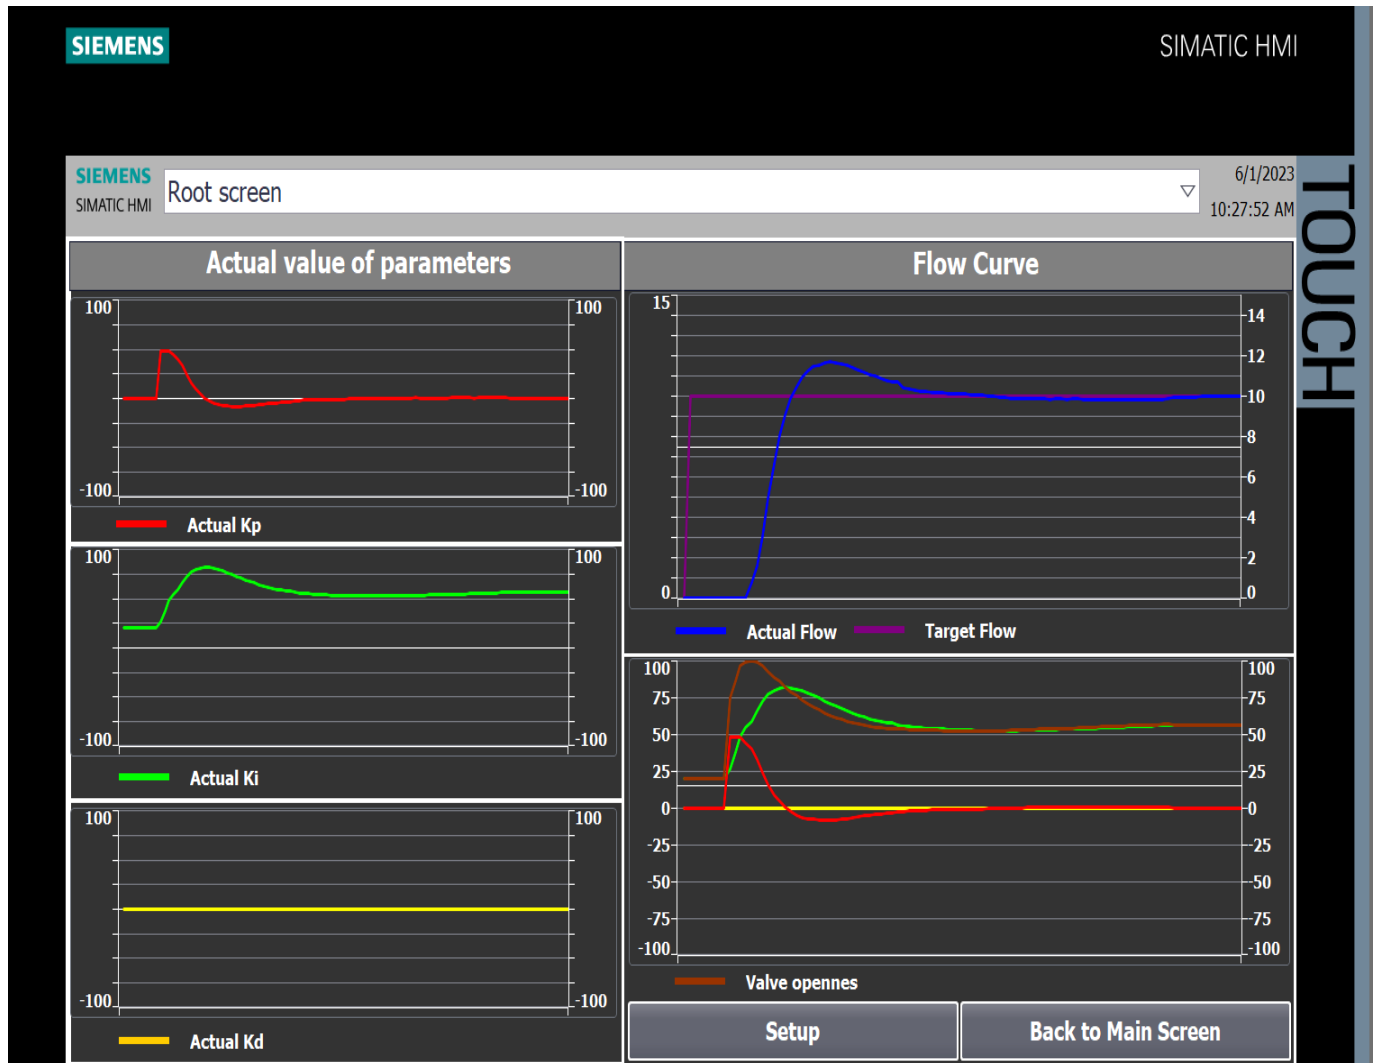 SIEMENS
SIMATIC HMI
TOUCH
SIEMENS
SIMATIC HMI
Root screen
6/1/2023
10:27:52 AM
Actual value of parameters
100 100
-100 -100
Actual Kp
100 100
-100 -100
Actual Ki
100 100
-100 -100
Actual Kd
Flow Curve
15
14
12
10
8
6
4
2
0 0
Actual Flow Target Flow
100 100
75 75
50 50
25 25
0 0
-25 -25
-50 -50
-75 -75
-100 -100
Valve opennes
Setup Back to Main Screen